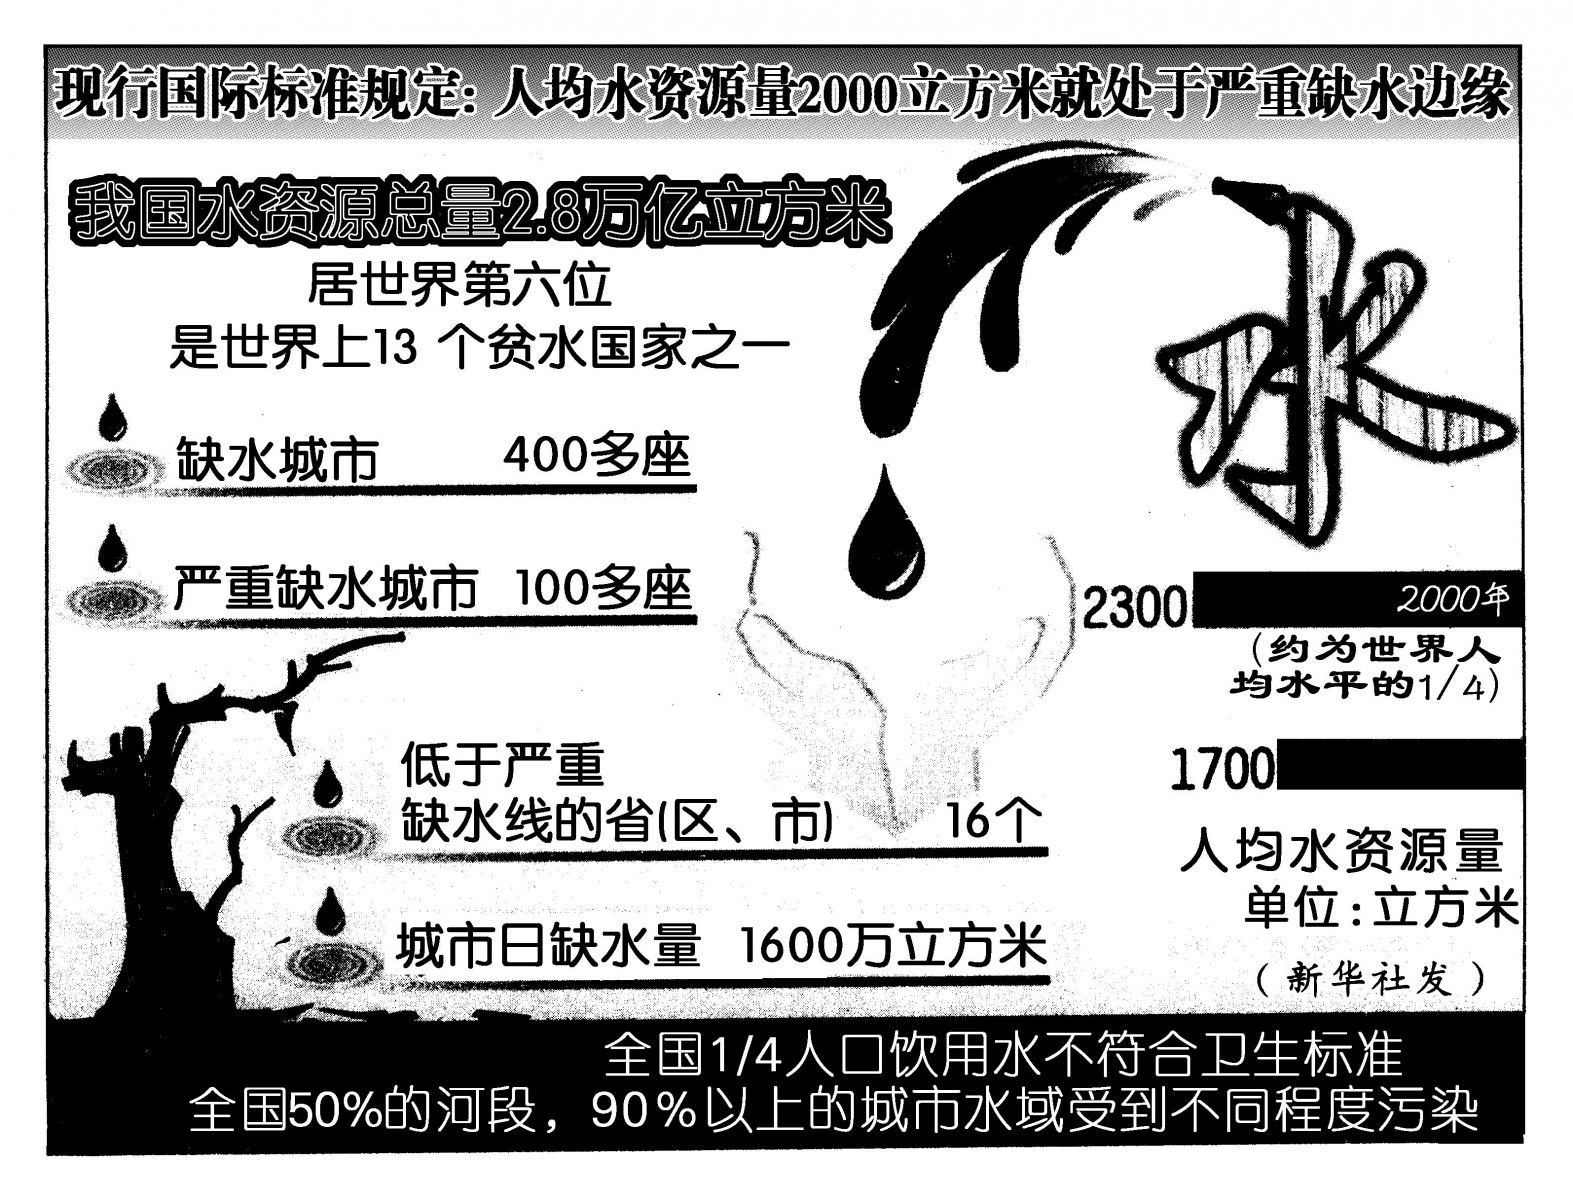 现行国际标准规定：人均水资源量2000立方米就处于严重缺水边缘
我国水资源总量2.8万亿立方米
居世界第六位
是世界上13 个贫水国家之一
缺水城市 400多座
严重缺水城市 100多座
低于严重
缺水线的省(区、市) 16个
城市日缺水量 1600万立方米
水
2300 2000年
(约为世界人
均水平的1/4)
1700
人均水资源量
单位:立方米
(新华社发)
全国1/4人口饮用水不符合卫生标准
全国50%的河段，90%以上的城市水域受到不同程度污染